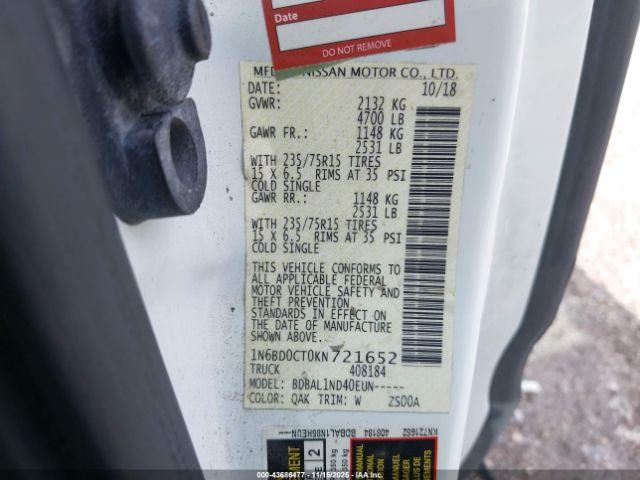 Date
DO NOT REMOVE
NISSAN MOTOR CO., LTD.
DATE: 10/18
GVWR: 2132 KG
4700 LB
GAWR FR.: 1148 KG
2531 LB
WITH 235/75R15 TIRES
15 X 6.5 RIMS AT 35 PSI
COLD SINGLE
GAWR RR.: 1148 KG
2531 LB
WITH 235/75R15 TIRES
15 X 6.5 RIMS AT 35 PSI
COLD SINGLE
THIS VEHICLE CONFORMS TO
ALL APPLICABLE FEDERAL
MOTOR VEHICLE SAFETY AND
THEFT PREVENTION
STANDARDS IN EFFECT ON
THE DATE OF MANUFACTURE
SHOWN ABOVE.
1N6BD0CT0KN721652
TRUCK 408184
MODEL: BDBAL1ND40EUN-----
COLOR: QAK TRIM: W ZS00A
2
408184
©-43686477 — 11/15/2025 — IAA Inc.